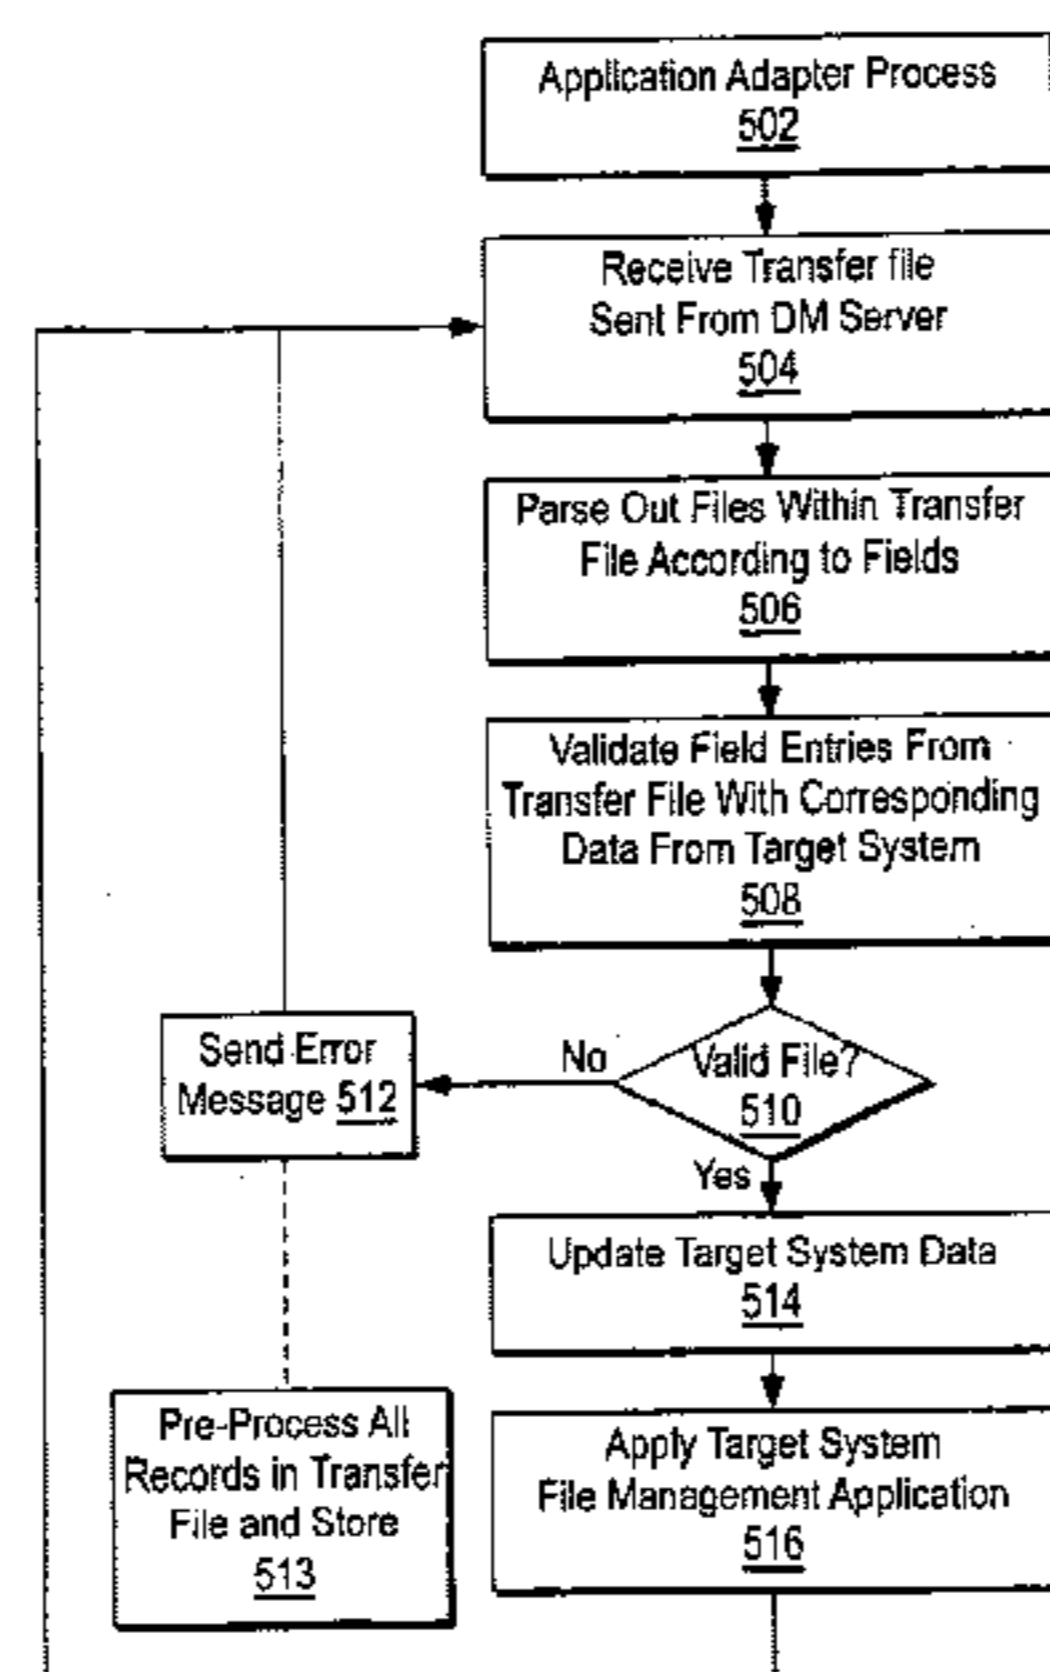 Application Adapter Process
502
Receive Transfer file
Sent From DM Server
504
Parse Out Files Within Transfer
File According to Fields
506
Validate Field Entries From
Transfer File With Corresponding
Data From Target System
508
Valid File?
510
No
Send Error
Message 512
Yes
Update Target System Data
514
Pre-Process All
Records in Transfer
File and Store
513
Apply Target System
File Management Application
516